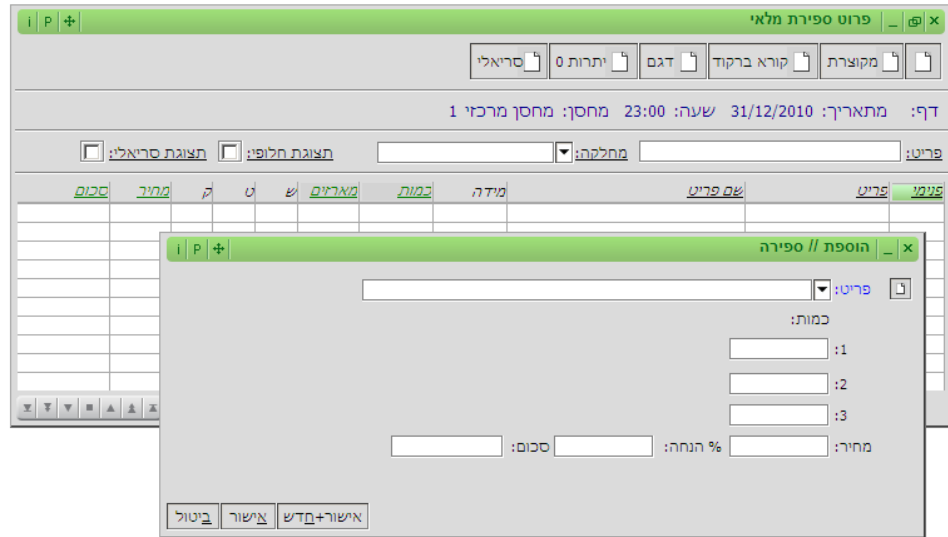 פרוט ספירת מלאי
i P
מקוצרת קורא ברקוד דגם יתרות 0 סריאלי
דף: מתאריך: 31/12/2010 שעה: 23:00 מחסן: מחסן מרכזי 1
פריט: מחלקה: תצוגת חלופי: תצוגת סריאלי:
פנימי פריט שם פריט מידה כמות מארזים ש ט ק מחיר סכום
הוספת // ספירה
i P
פריט:
כמות:
1:
2:
3:
מחיר: % הנחה: סכום:
אישור+חדש אישור ביטול